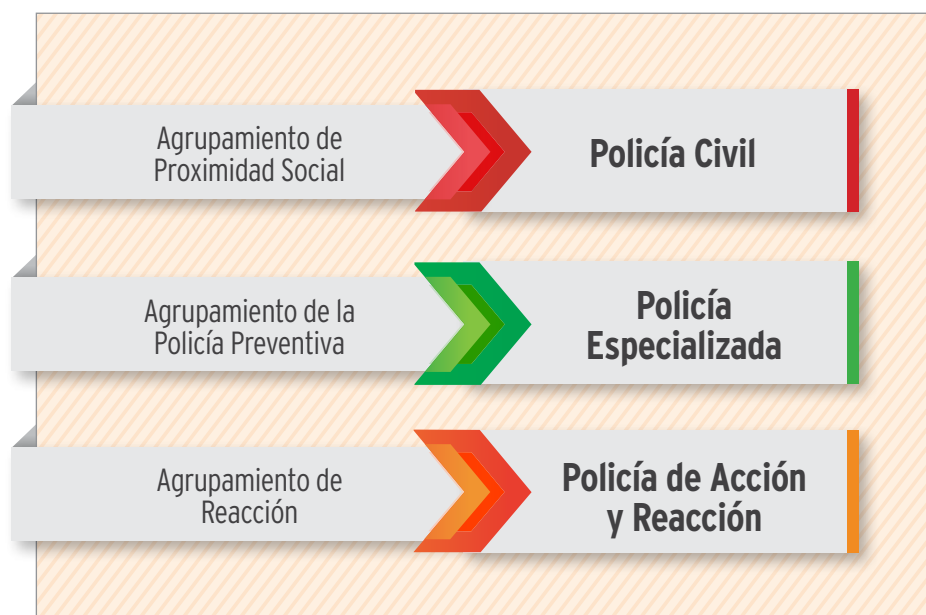 Agrupamiento de
Proximidad Social
Policía Civil
Agrupamiento de la
Policía Preventiva
Policía
Especializada
Agrupamiento de
Reacción
Policía de Acción
y Reacción